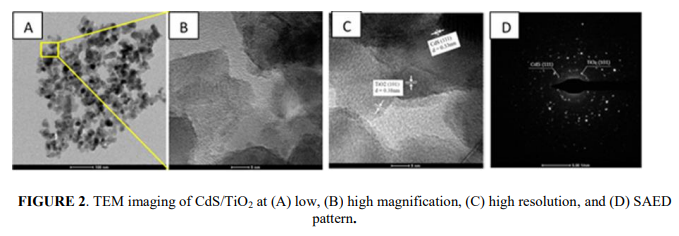 A
B
C
D
CdS (111)
d = 0.33nm
TiO2 (101)
d = 0.36nm
CdS (111)
TiO₂ (101)
FIGURE 2. TEM imaging of CdS/TiO₂ at (A) low, (B) high magnification, (C) high resolution, and (D) SAED
pattern.